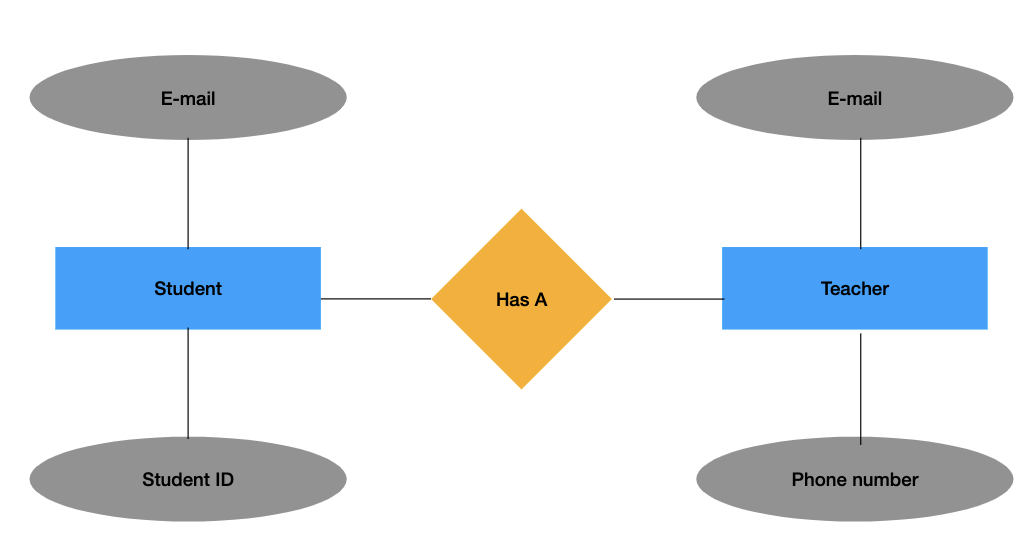 E-mail
E-mail
Student
Has A
Teacher
Student ID
Phone number